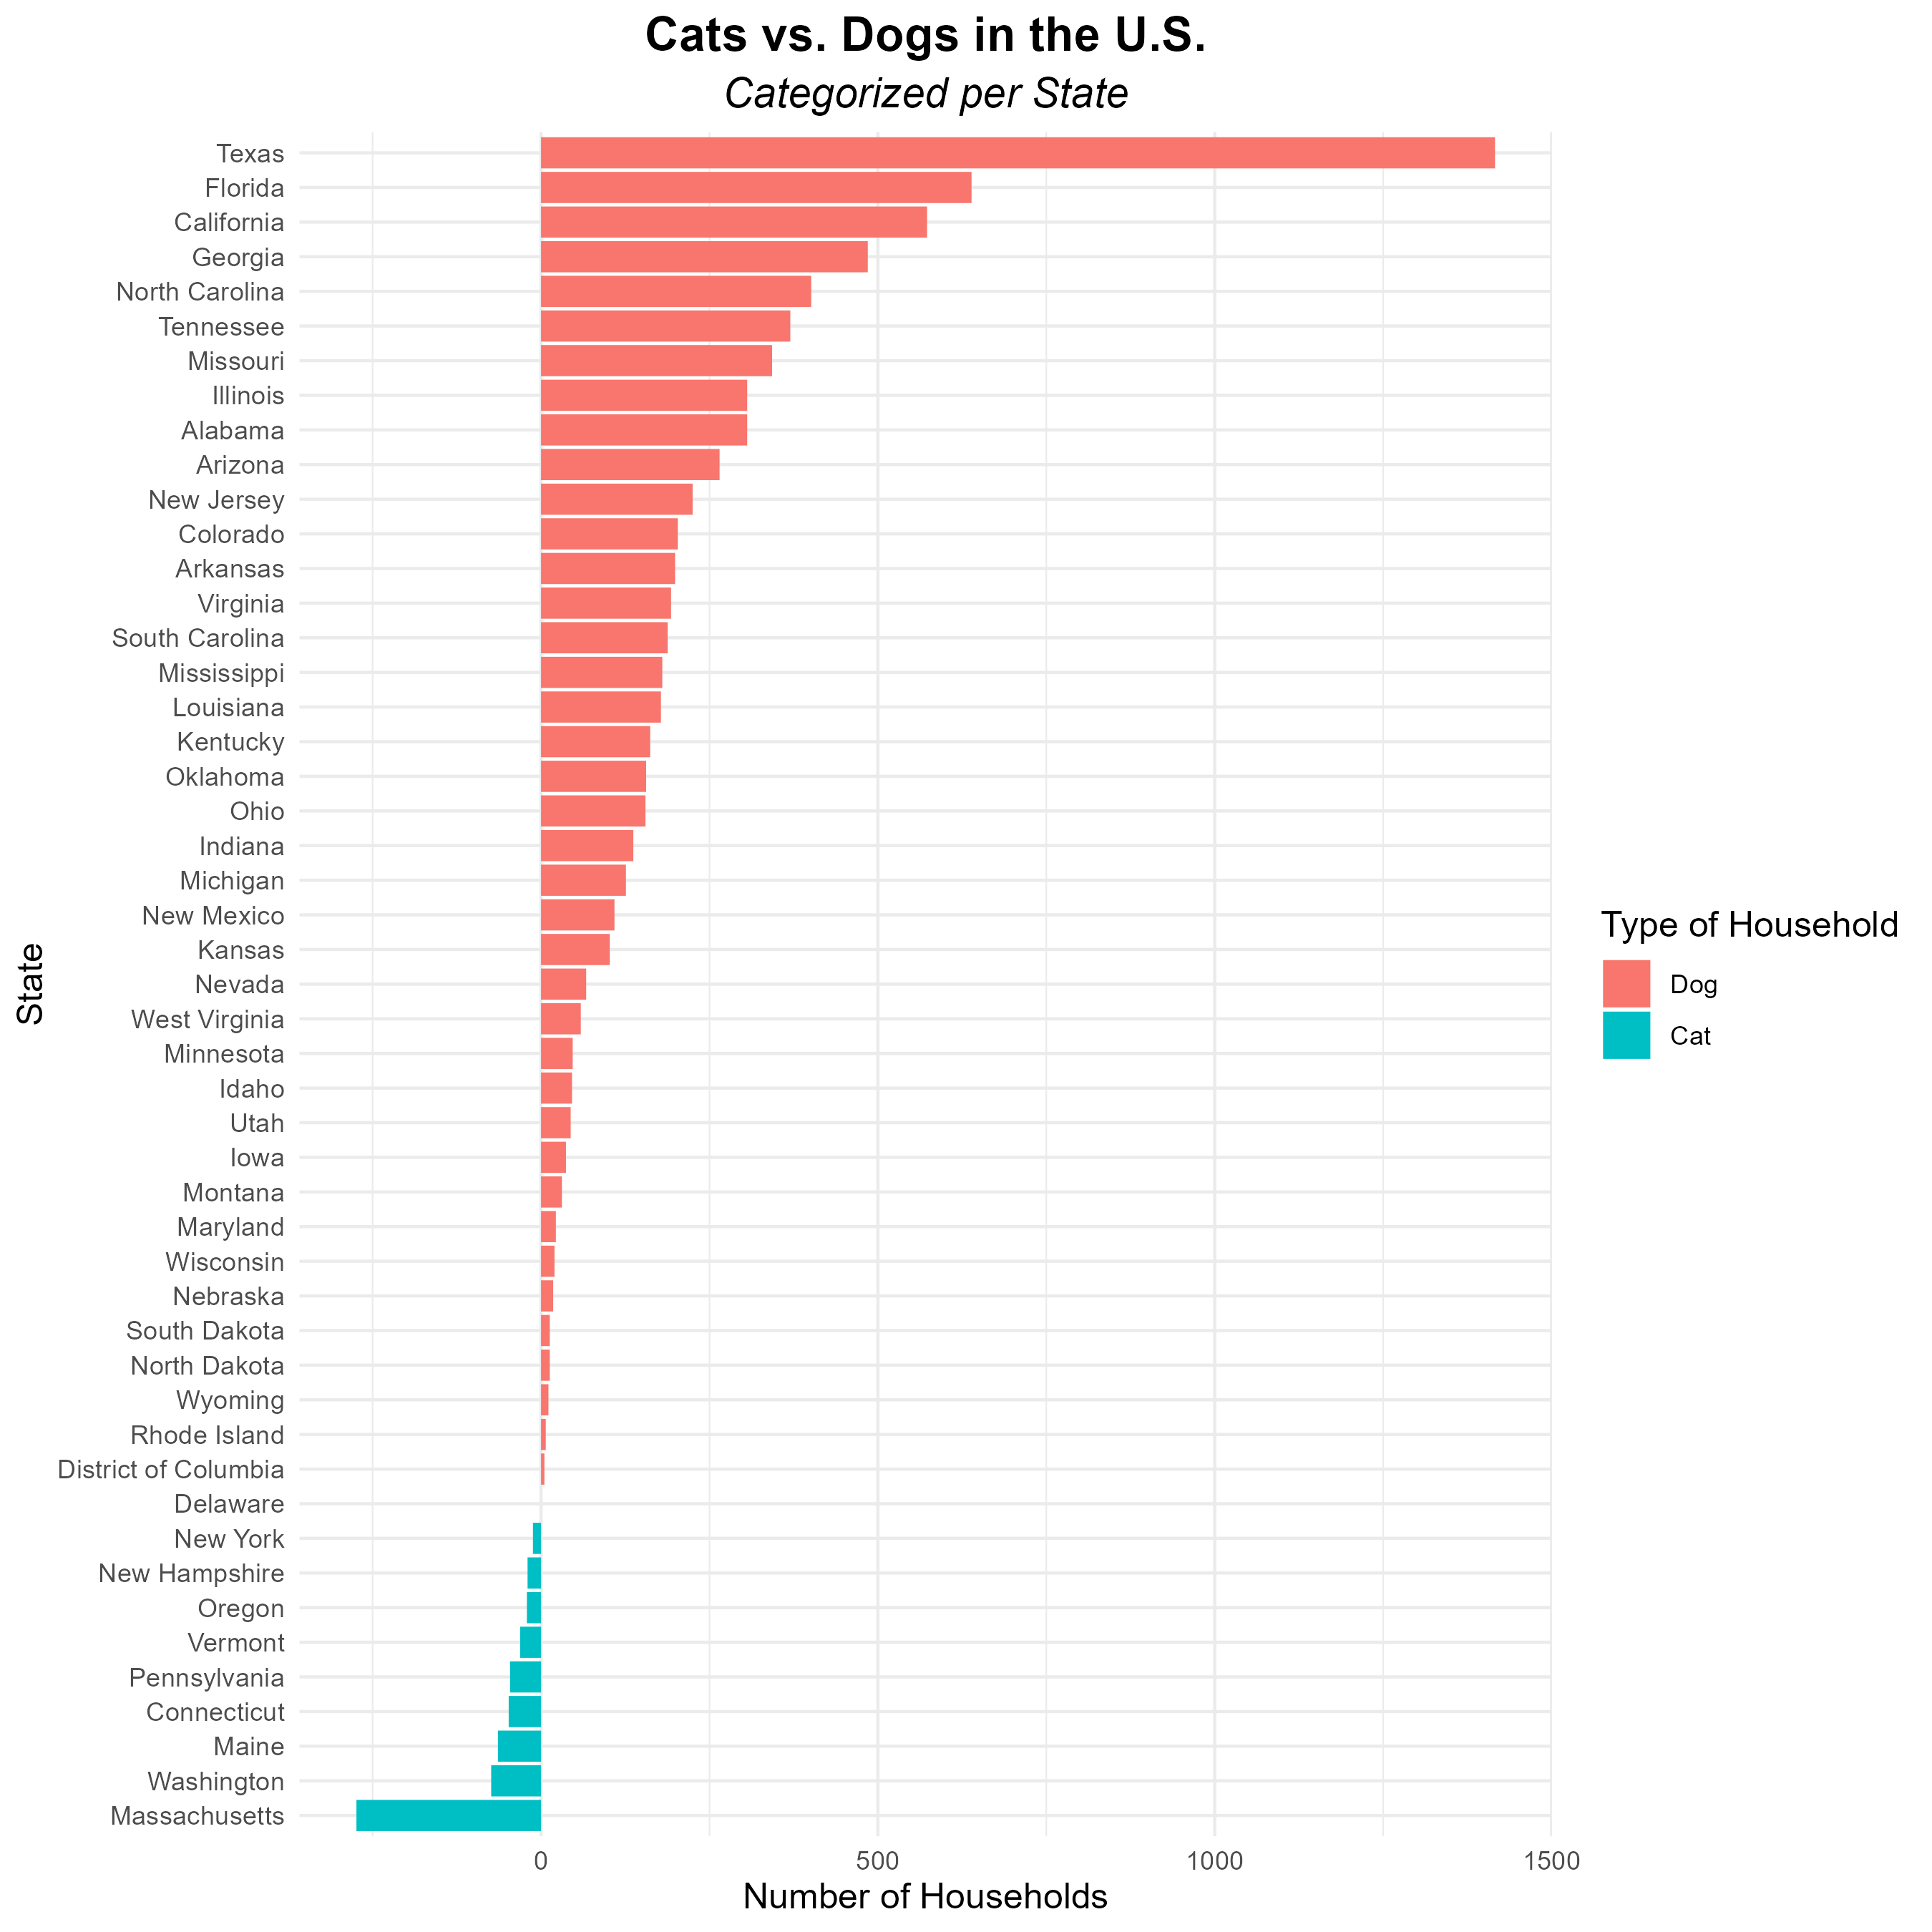 Cats vs. Dogs in the U.S.
Categorized per State
State
Texas
Florida
California
Georgia
North Carolina
Tennessee
Missouri
Illinois
Alabama
Arizona
New Jersey
Colorado
Arkansas
Virginia
South Carolina
Mississippi
Louisiana
Kentucky
Oklahoma
Ohio
Indiana
Michigan
New Mexico
Kansas
Nevada
West Virginia
Minnesota
Idaho
Utah
Iowa
Montana
Maryland
Wisconsin
Nebraska
South Dakota
North Dakota
Wyoming
Rhode Island
District of Columbia
Delaware
New York
New Hampshire
Oregon
Vermont
Pennsylvania
Connecticut
Maine
Washington
Massachusetts
0 500 1000 1500
Number of Households
Type of Household
Dog
Cat